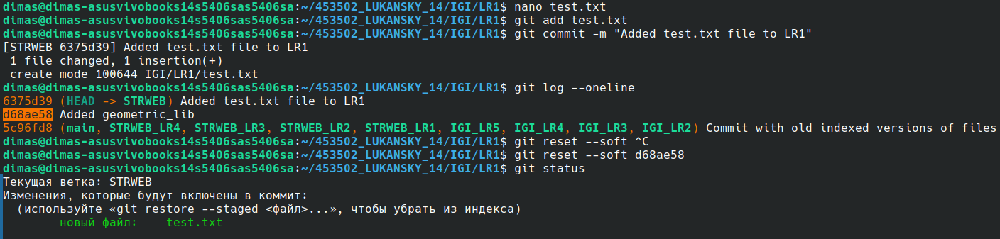 dimas@dimas-asusvivobooks14s5406sas5406sa:~/453502_LUKANSKY_14/IGI/LR1$ nano test.txt
dimas@dimas-asusvivobooks14s5406sas5406sa:~/453502_LUKANSKY_14/IGI/LR1$ git add test.txt
dimas@dimas-asusvivobooks14s5406sas5406sa:~/453502_LUKANSKY_14/IGI/LR1$ git commit -m "Added test.txt file to LR1"
[STRWEB 6375d39] Added test.txt file to LR1
 1 file changed, 1 insertion(+)
 create mode 100644 IGI/LR1/test.txt
dimas@dimas-asusvivobooks14s5406sas5406sa:~/453502_LUKANSKY_14/IGI/LR1$ git log --oneline
6375d39 (HEAD -> STRWEB) Added test.txt file to LR1
d68ae58 Added geometric_lib
5c96fd8 (main, STRWEB_LR4, STRWEB_LR3, STRWEB_LR2, STRWEB_LR1, IGI_LR5, IGI_LR4, IGI_LR3, IGI_LR2) Commit with old indexed versions of files
dimas@dimas-asusvivobooks14s5406sas5406sa:~/453502_LUKANSKY_14/IGI/LR1$ git reset --soft ^C
dimas@dimas-asusvivobooks14s5406sas5406sa:~/453502_LUKANSKY_14/IGI/LR1$ git reset --soft d68ae58
dimas@dimas-asusvivobooks14s5406sas5406sa:~/453502_LUKANSKY_14/IGI/LR1$ git status
Текущая ветка: STRWEB
Изменения, которые будут включены в коммит:
  (используйте «git restore --staged <файл>...», чтобы убрать из индекса)
        новый файл:    test.txt